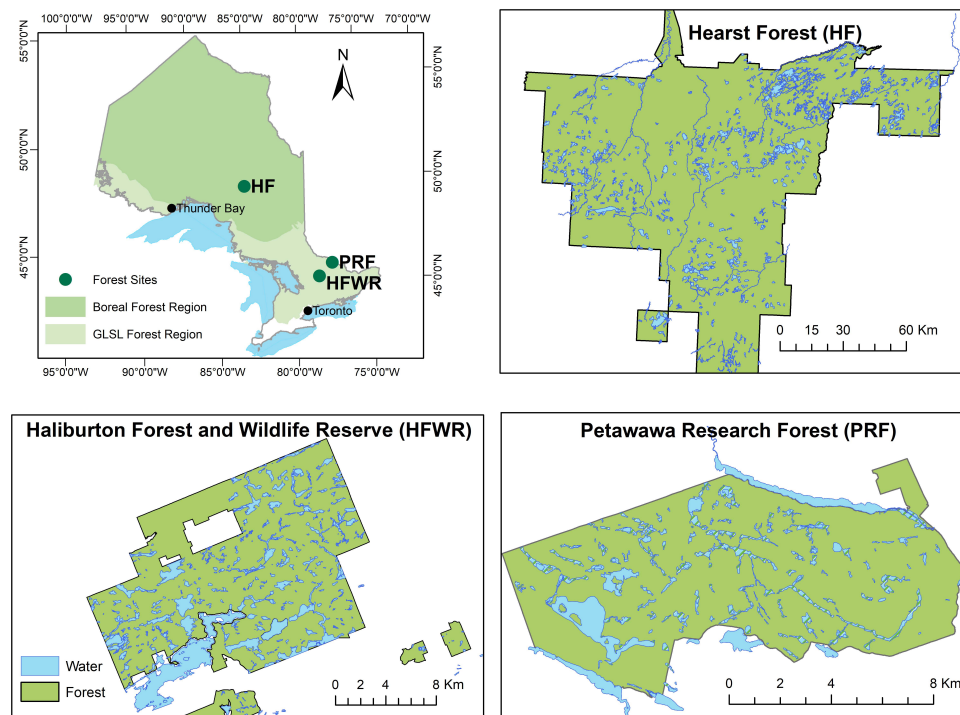 100°0'0"W 95°0'0"W 90°0'0"W 85°0'0"W 80°0'0"W 75°0'0"W 70°0'0"W
55°0'0"N
50°0'0"N
45°0'0"N
55°0'0"N
50°0'0"N
45°0'0"N
N
HF
Thunder Bay
PRF
HFWR
Toronto
Forest Sites
Boreal Forest Region
GLSL Forest Region
95°0'0"W 90°0'0"W 85°0'0"W 80°0'0"W 75°0'0"W
Hearst Forest (HF)
0 15 30 60 Km
Haliburton Forest and Wildlife Reserve (HFWR)
Water
Forest
0 2 4 8 Km
Petawawa Research Forest (PRF)
0 2 4 8 Km